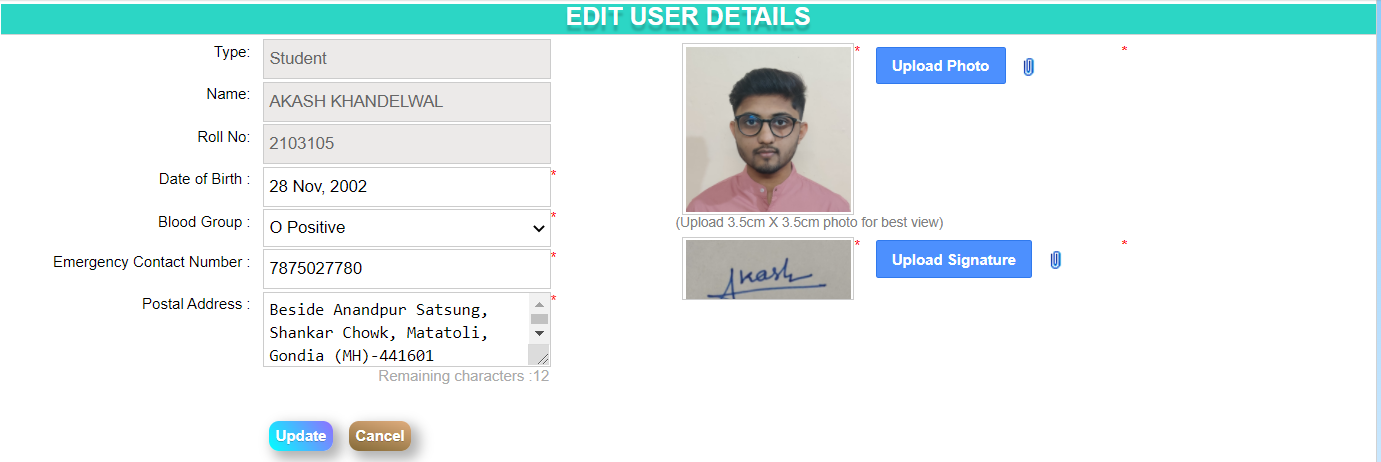 EDIT USER DETAILS
Type: Student
Name: AKASH KHANDELWAL
Roll No: 2103105
Date of Birth : 28 Nov, 2002 *
Blood Group : O Positive *
Emergency Contact Number : 7875027780 *
Postal Address : Beside Anandpur Satsung, *
Shankar Chowk, Matatoli,
Gondia (MH)-441601
Remaining characters :12
Update Cancel
* Upload Photo *
(Upload 3.5cm X 3.5cm photo for best view)
Akash * Upload Signature *